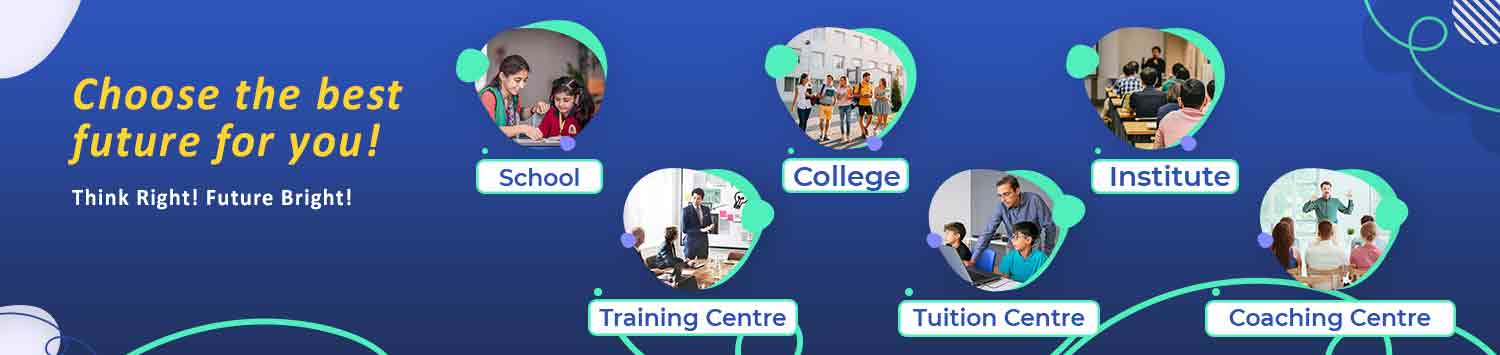 Choose the best
future for you!
Think Right! Future Bright!
School
College
Institute
Training Centre
Tuition Centre
Coaching Centre